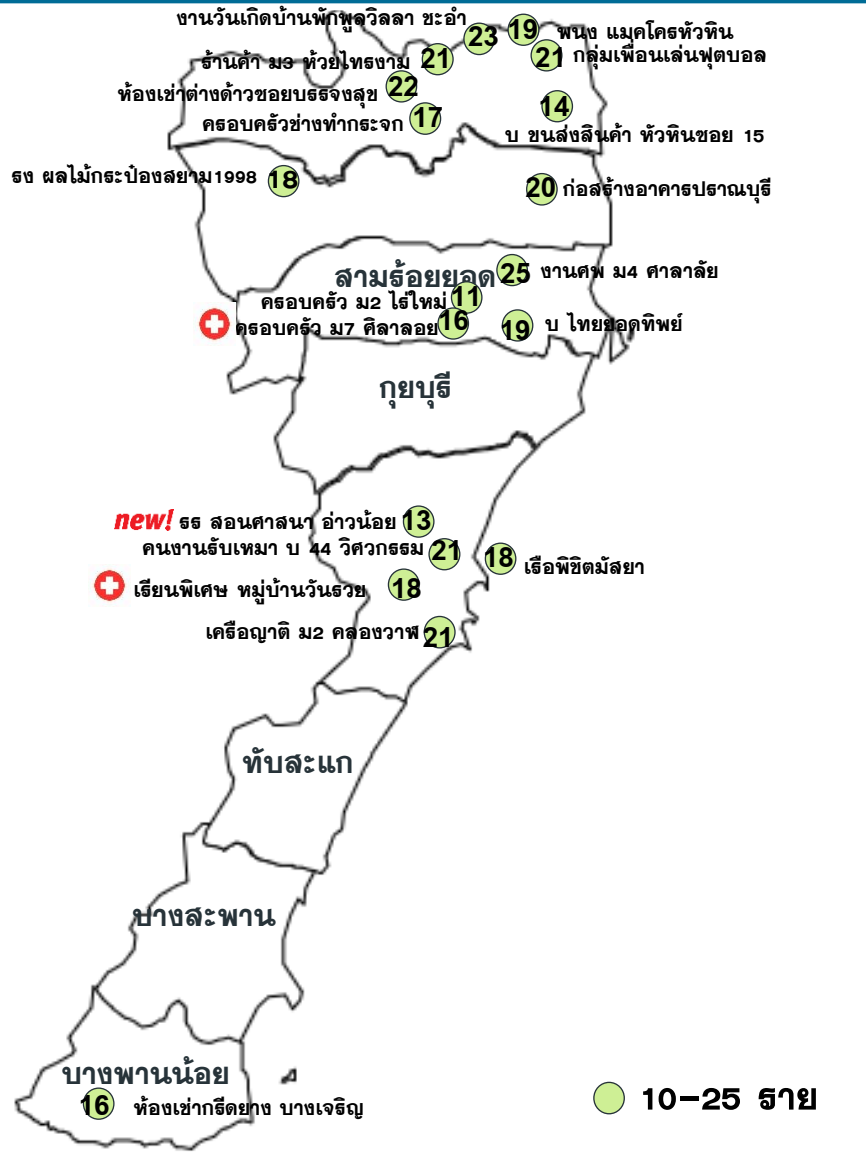 งานวันเกิดบ้านพักพูลวิลลา ชะอำ 23
19 พนง แมคโครหัวหิน
ร้านค้า ม3 ห้วยไทรงาม 21
21 กลุ่มเพื่อนเล่นฟุตบอล
ห้องเช่าต่างด้าวซอยบรรจงสุข 22
14
ครอบครัวช่างทำกระจก 17
บ ขนส่งสินค้า หัวหินซอย 15
รง ผลไม้กระป๋องสยาม1998 18
20 ก่อสร้างอาคารปราณบุรี
สามร้อยยอด
25 งานศพ ม4 ศาลาลัย
ครอบครัว ม2 ไร่ใหม่ 11
ครอบครัว ม7 ศิลาลอย 16
19 บ ไทยยอดทิพย์
กุยบุรี
new! รร สอนศาสนา อ่าวน้อย 13
คนงานรับเหมา บ 44 วิศวกรรม 21
18 เรือพิชิตมัสยา
เรียนพิเศษ หมู่บ้านวันรวย 18
เครือญาติ ม2 คลองวาฬ 21
ทับสะแก
บางสะพาน
บางพานน้อย
16 ห้องเช่ากรีดยาง บางเจริญ
10-25 ราย